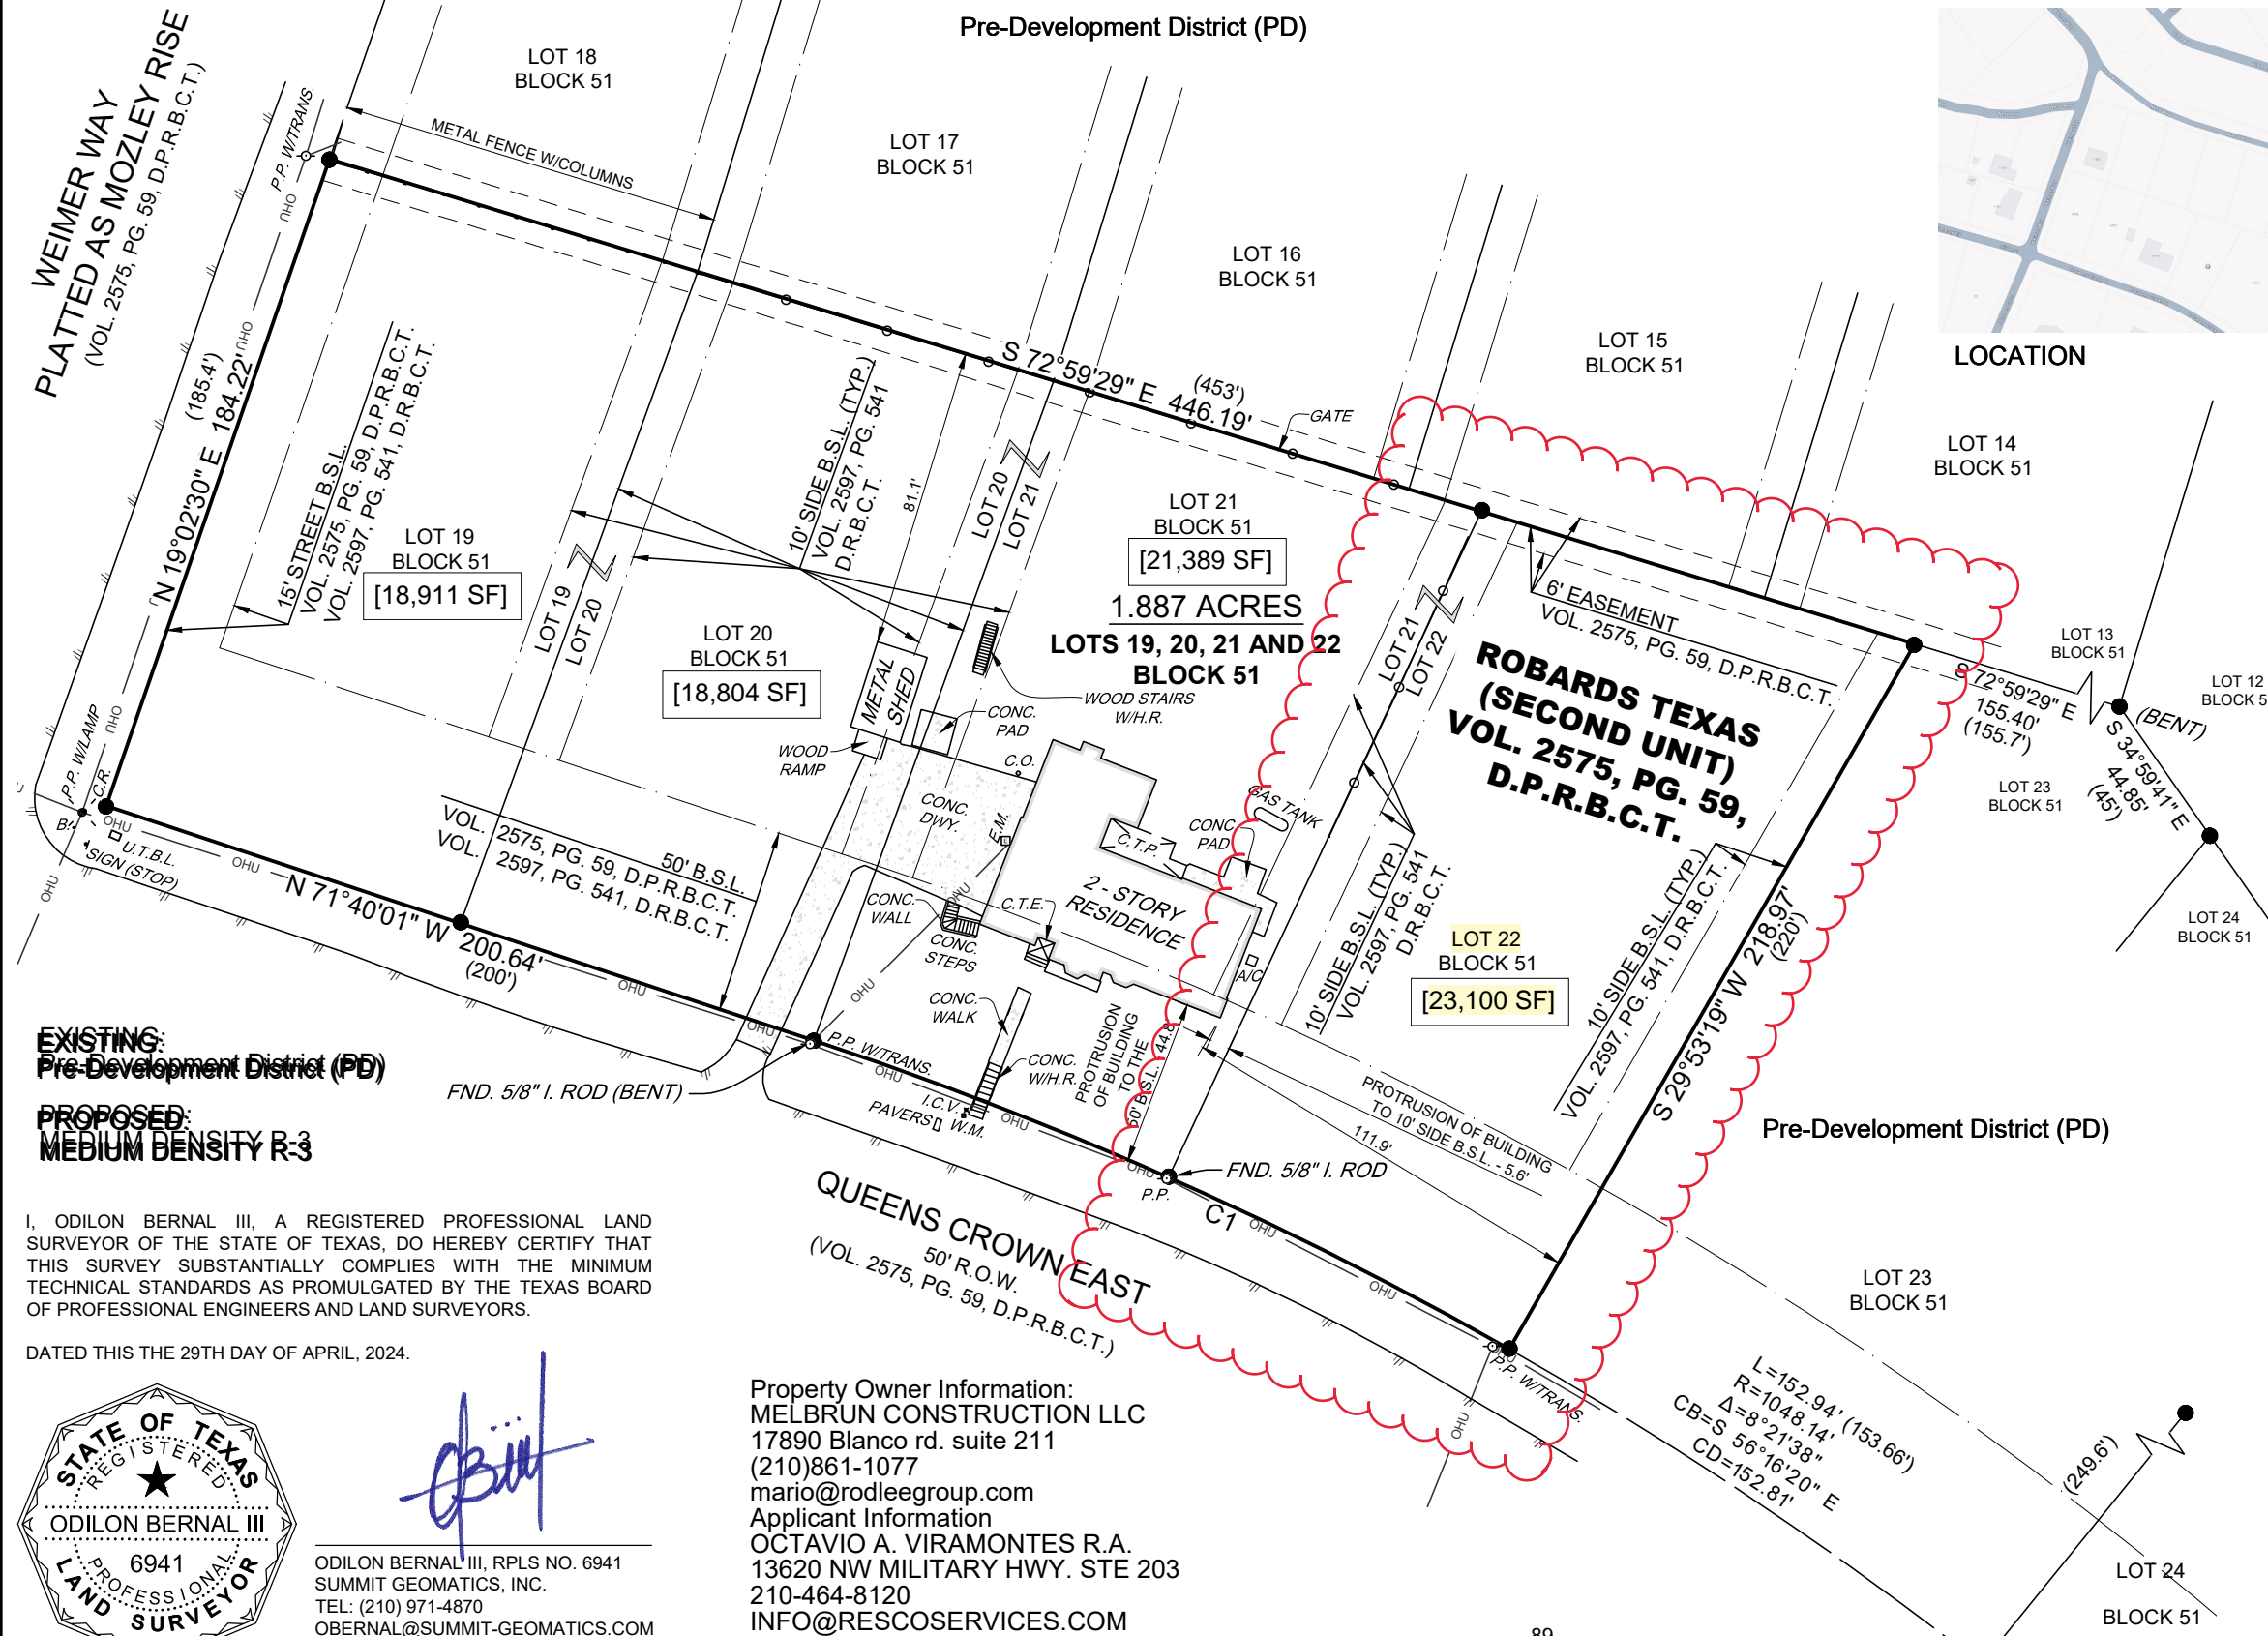 Pre-Development District (PD)
WEIMER WAY
PLATTED AS MOZLEY RISE
(VOL. 2575, PG. 59, D.P.R.B.C.T.)
LOT 18
BLOCK 51
LOT 17
BLOCK 51
LOT 16
BLOCK 51
LOT 15
BLOCK 51
LOCATION
LOT 14
BLOCK 51
LOT 13
BLOCK 51
LOT 12
P.P. W/TRANS.
METAL FENCE W/COLUMNS
OHU
OHU
OHU
OHU
(185.4')
N 19°02'30" E 184.22'
15' STREET B.S.L.
VOL. 2575, PG. 59, D.P.R.B.C.T.
VOL. 2597, PG. 541, D.R.B.C.T.
S 72°59'29" E 446.19'
(453')
GATE
LOT 19
BLOCK 51
[18,911 SF]
LOT 19
LOT 20
10' SIDE B.S.L. (TYP.)
VOL. 2597, PG. 541
D.R.B.C.T.
81.1'
LOT 20
LOT 21
LOT 20
BLOCK 51
[18,804 SF]
LOT 21
BLOCK 51
[21,389 SF]
1.887 ACRES
LOTS 19, 20, 21 AND 22
BLOCK 51
LOT 21
LOT 22
6' EASEMENT
VOL. 2575, PG. 59, D.P.R.B.C.T.
ROBARDS TEXAS
(SECOND UNIT)
VOL. 2575, PG. 59,
D.P.R.B.C.T.
S 72°59'29" E
155.40'
(155.7')
(BENT)
S 34°59'41" E
44.85'
(45')
LOT 23
BLOCK 51
LOT 24
BLOCK 51
METAL
SHED
WOOD
RAMP
CONC.
PAD
WOOD STAIRS
W/H.R.
C.O.
CONC.
DWY.
E.M.
C.T.P.
CONC
PAD
GAS TANK
2 - STORY
RESIDENCE
C.T.E.
CONC.
WALL
CONC.
STEPS
CONC.
WALK
CONC.
W/H.R.
A/C
P.P. W/LAMP
C.R.
U.T.B.L.
SIGN (STOP)
OHU
OHU
OHU
N 71°40'01" W 200.64'
(200')
50' B.S.L.
VOL. 2575, PG. 59, D.P.R.B.C.T.
VOL. 2597, PG. 541, D.R.B.C.T.
OHU
OHU
OHU
OHU
P.P. W/TRANS.
OHU
I.C.V.
PAVERS
W.M.
OHU
FND. 5/8" I. ROD (BENT)
PROTRUSION
OF BUILDING
TO THE
50' B.S.L. 44.8'
10' SIDE B.S.L. (TYP.)
VOL. 2597, PG. 541
D.R.B.C.T.
LOT 22
BLOCK 51
[23,100 SF]
10' SIDE B.S.L. (TYP.)
VOL. 2597, PG. 541, D.R.B.C.T.
S 29°53'19" W 218.97'
(220')
PROTRUSION OF BUILDING
TO 10' SIDE B.S.L. - 5.6'
111.9'
OHU
FND. 5/8" I. ROD
P.P.
C1
OHU
OHU
P.P. W/TRANS.
OHU
QUEENS CROWN EAST
50' R.O.W.
(VOL. 2575, PG. 59, D.P.R.B.C.T.)
Pre-Development District (PD)
LOT 23
BLOCK 51
L=152.94' (153.66')
R=1048.14'
Δ=8°21'38"
CB=S 56°16'20" E
CD=152.81'
(249.6')
LOT 24
BLOCK 51
EXISTING:
Pre-Development District (PD)
PROPOSED:
MEDIUM DENSITY R-3
I, ODILON BERNAL III, A REGISTERED PROFESSIONAL LAND
SURVEYOR OF THE STATE OF TEXAS, DO HEREBY CERTIFY THAT
THIS SURVEY SUBSTANTIALLY COMPLIES WITH THE MINIMUM
TECHNICAL STANDARDS AS PROMULGATED BY THE TEXAS BOARD
OF PROFESSIONAL ENGINEERS AND LAND SURVEYORS.
DATED THIS THE 29TH DAY OF APRIL, 2024.
STATE OF TEXAS
REGISTERED
ODILON BERNAL III
6941
PROFESSIONAL
LAND SURVEYOR
ODILON BERNAL III, RPLS NO. 6941
SUMMIT GEOMATICS, INC.
TEL: (210) 971-4870
OBERNAL@SUMMIT-GEOMATICS.COM
Property Owner Information:
MELBRUN CONSTRUCTION LLC
17890 Blanco rd. suite 211
(210)861-1077
mario@rodleegroup.com
Applicant Information
OCTAVIO A. VIRAMONTES R.A.
13620 NW MILITARY HWY. STE 203
210-464-8120
INFO@RESCOSERVICES.COM